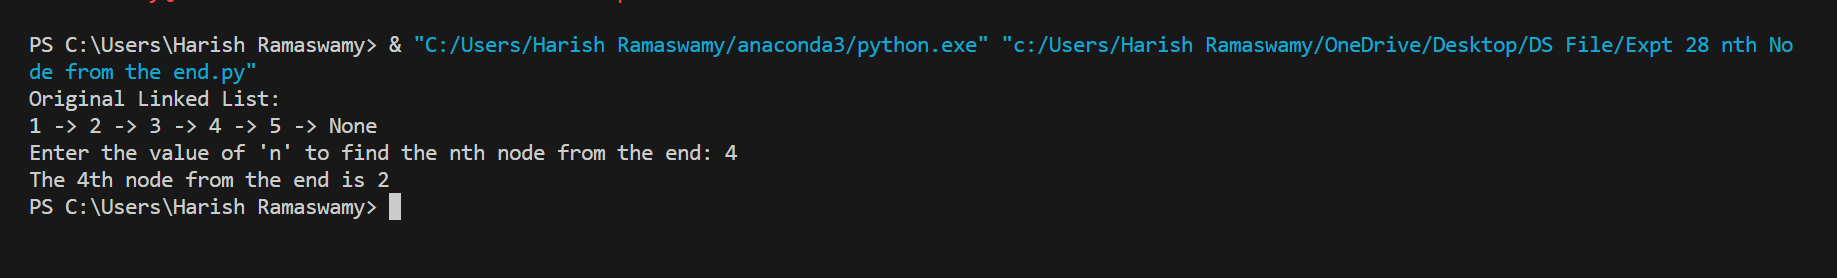 PS C:\Users\Harish Ramaswamy> & "C:/Users/Harish Ramaswamy/anaconda3/python.exe" "c:/Users/Harish Ramaswamy/OneDrive/Desktop/DS File/Expt 28 nth No
de from the end.py"
Original Linked List:
1 -> 2 -> 3 -> 4 -> 5 -> None
Enter the value of 'n' to find the nth node from the end: 4
The 4th node from the end is 2
PS C:\Users\Harish Ramaswamy>